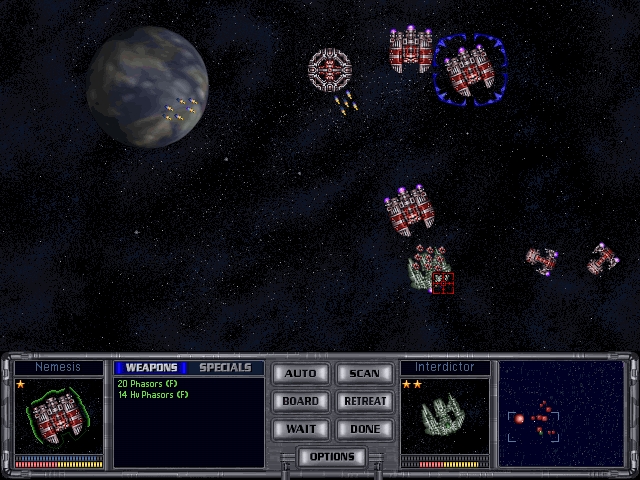 Nemesis
WEAPONS SPECIALS
20 Phasors (F)
14 Hv Phasors (F)
AUTO SCAN
BOARD RETREAT
WAIT DONE
OPTIONS
Interdictor